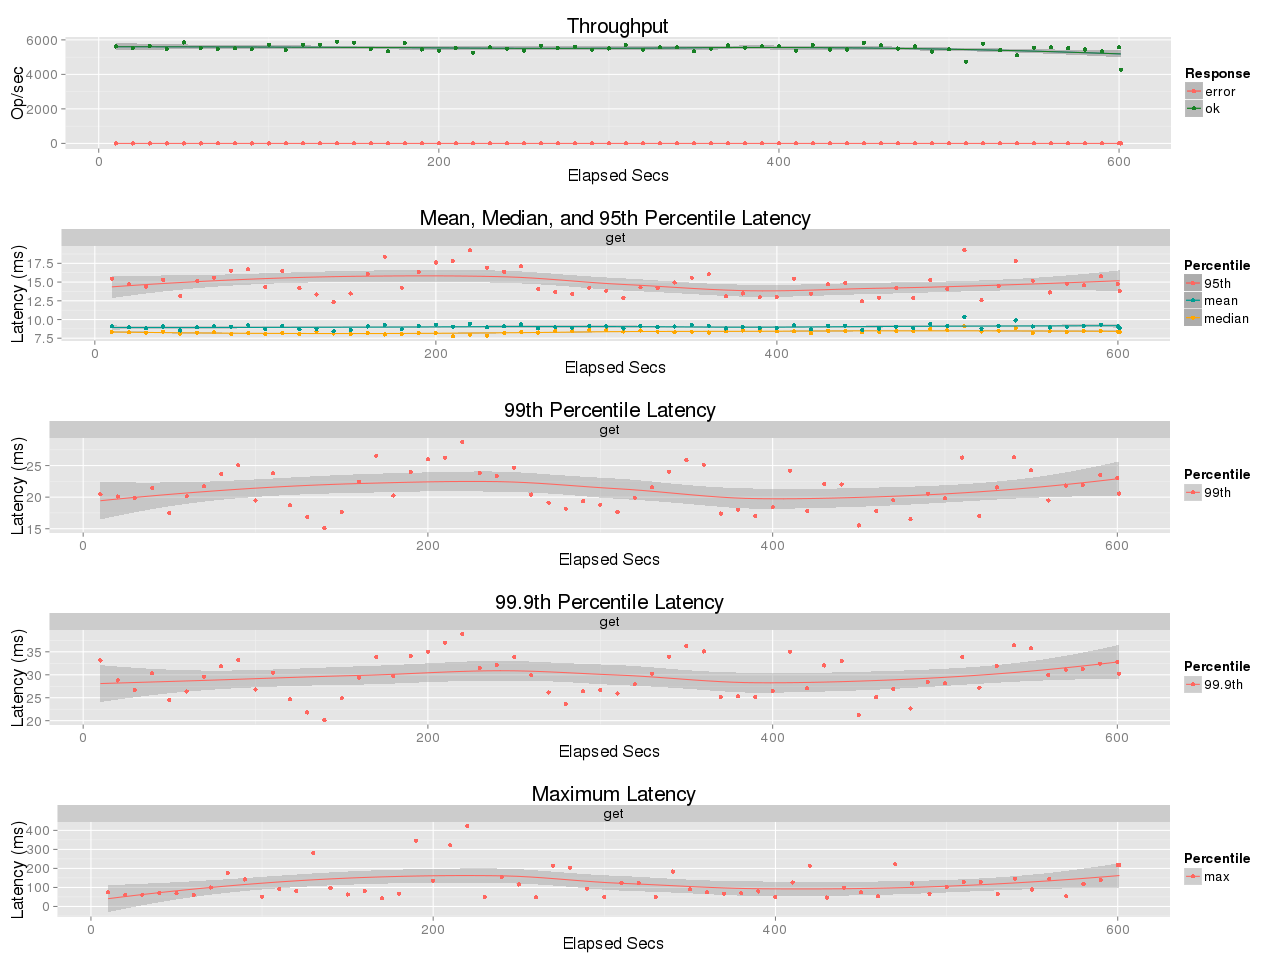 Throughput
Op/sec
6000
4000
2000
0
0 200 400 600
Elapsed Secs
Response
error
ok
Mean, Median, and 95th Percentile Latency
get
Latency (ms)
17.5
15.0
12.5
10.0
7.5
0 200 400 600
Elapsed Secs
Percentile
95th
mean
median
99th Percentile Latency
get
Latency (ms)
25
20
15
0 200 400 600
Elapsed Secs
Percentile
99th
99.9th Percentile Latency
get
Latency (ms)
35
30
25
20
0 200 400 600
Elapsed Secs
Percentile
99.9th
Maximum Latency
get
Latency (ms)
400
300
200
100
0
0 200 400 600
Elapsed Secs
Percentile
max